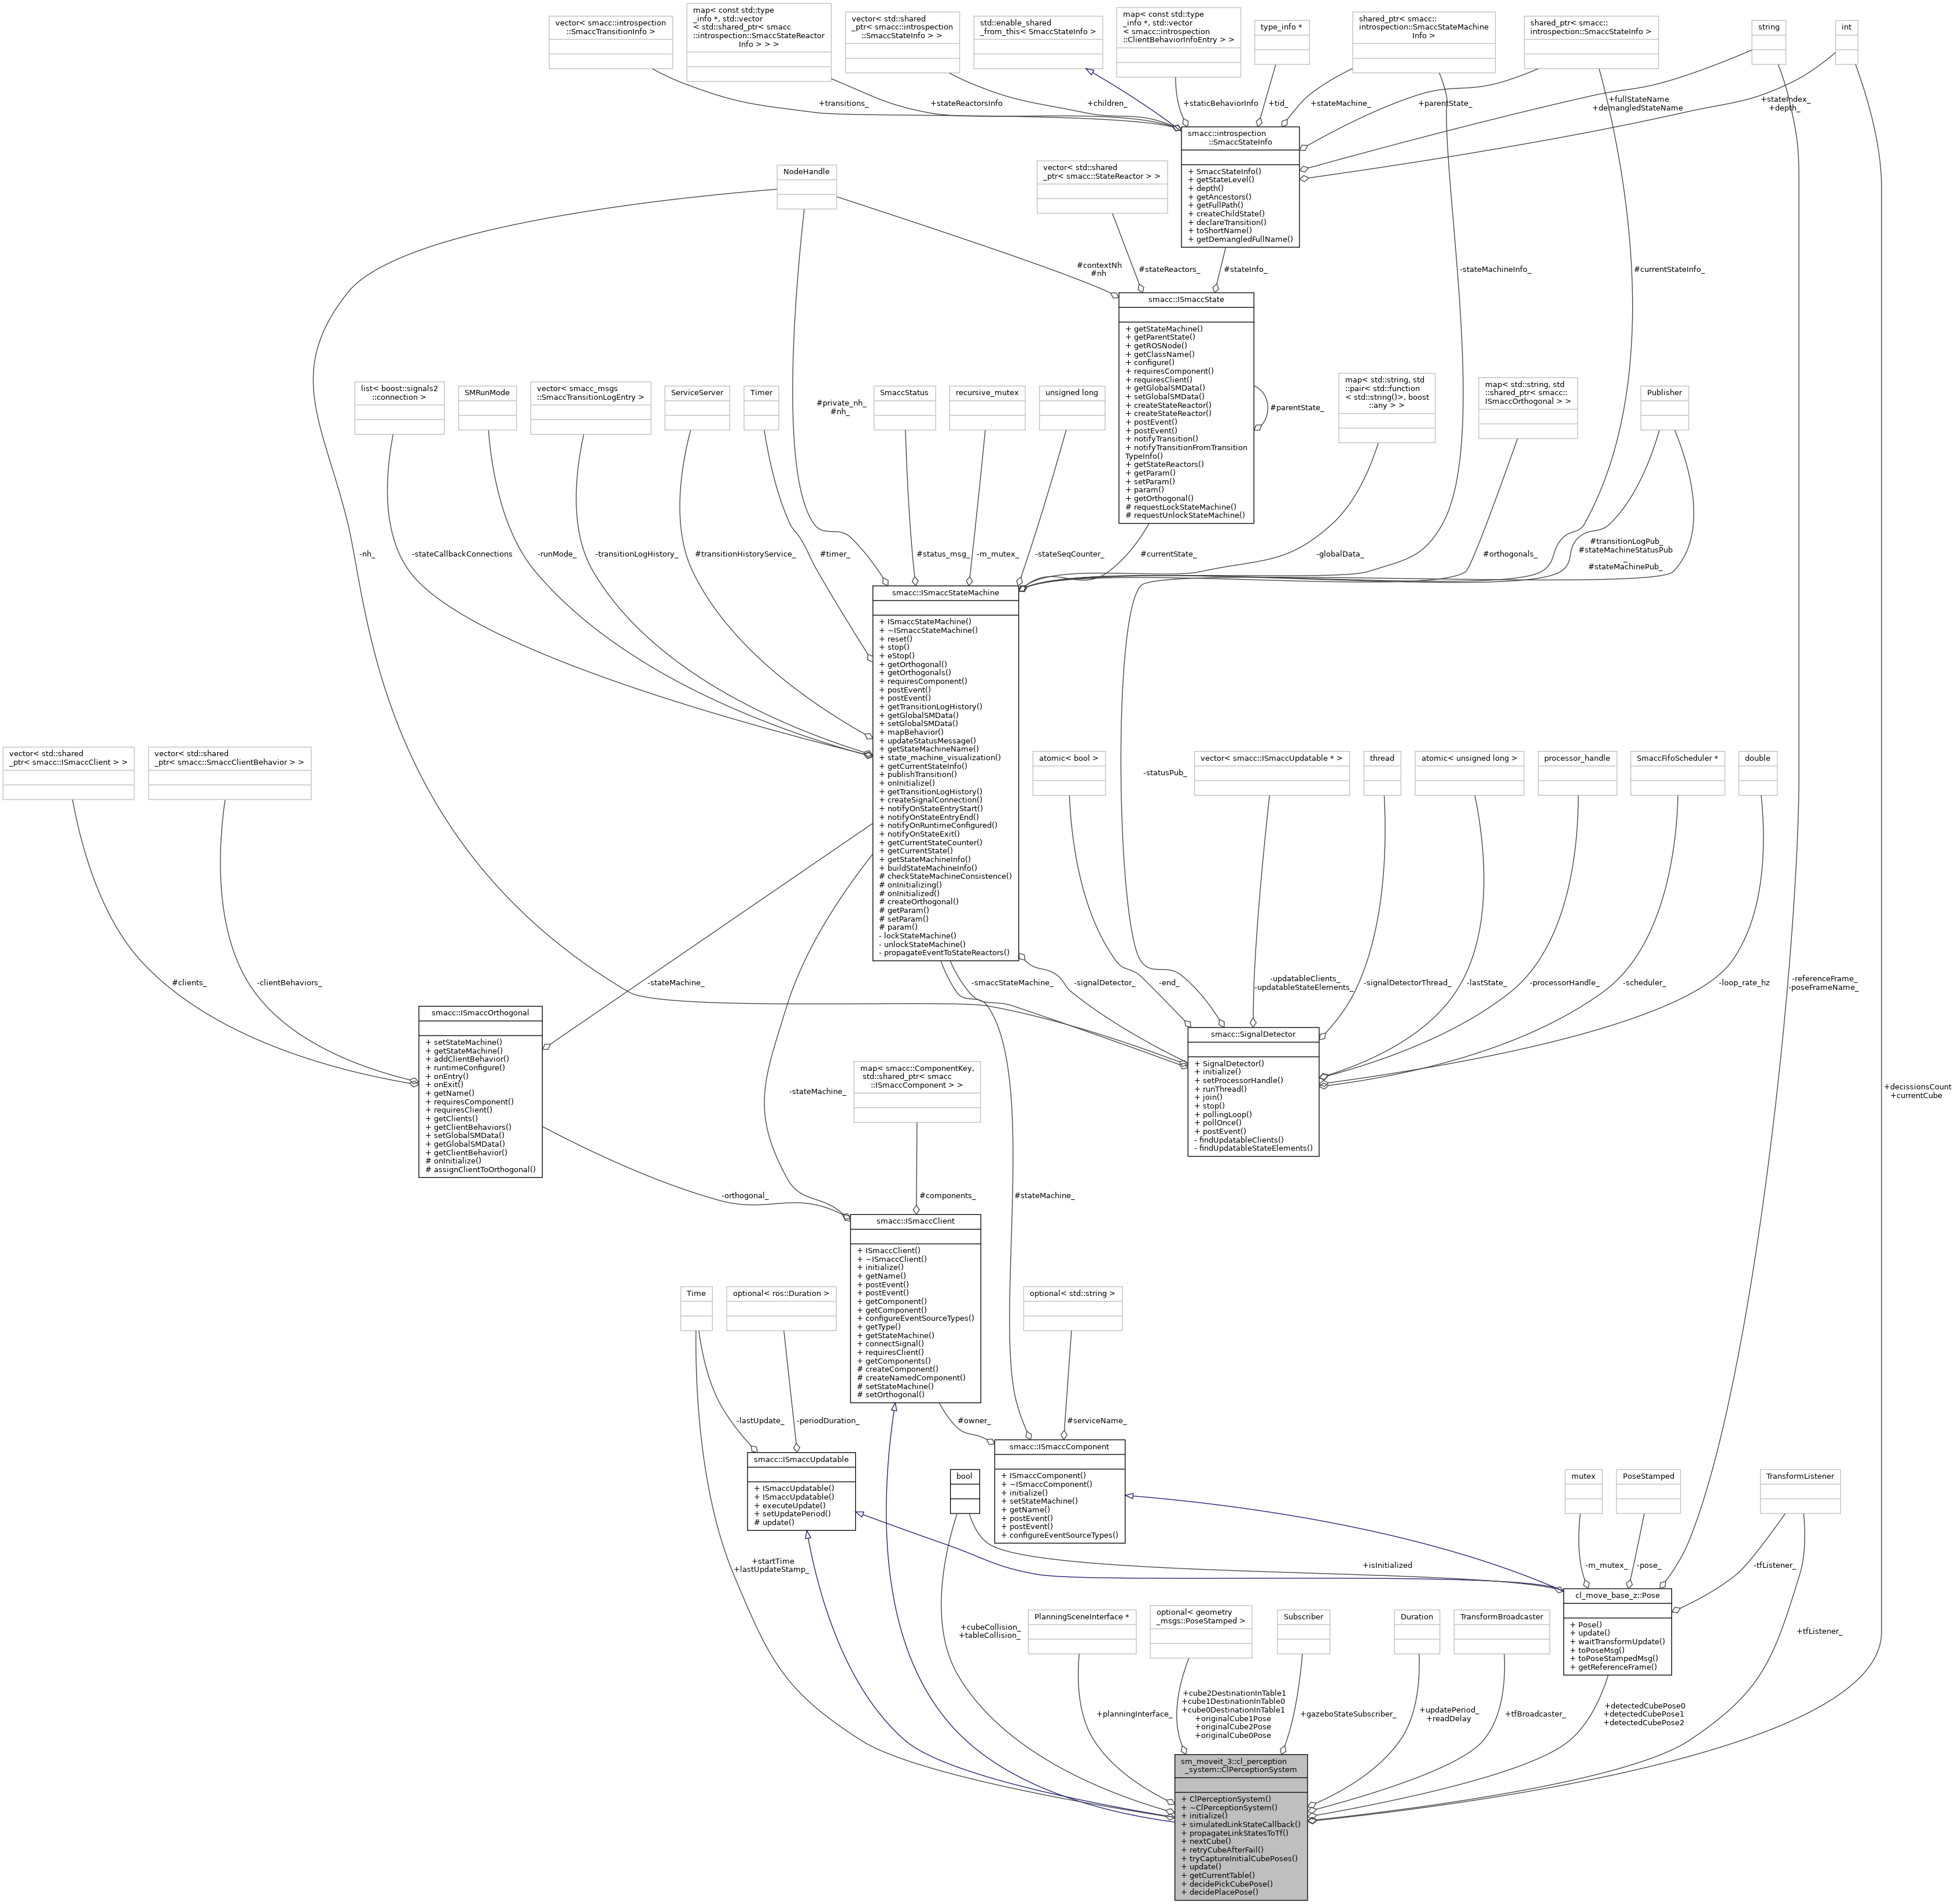 vector< smacc::introspection
::SmaccTransitionInfo >
map< const std::type
_info *, std::vector
< std::shared_ptr< smacc
::introspection::SmaccStateReactor
Info > > >
vector< std::shared
_ptr< smacc::introspection
::SmaccStateInfo > >
std::enable_shared
_from_this< SmaccStateInfo >
map< const std::type
_info *, std::vector
< smacc::introspection
::ClientBehaviorInfoEntry > >
type_info *
shared_ptr< smacc::
introspection::SmaccStateMachine
Info >
shared_ptr< smacc::
introspection::SmaccStateInfo >
string
int
+transitions_
+stateReactorsInfo
+children_
+staticBehaviorInfo
+tid_
+stateMachine_
+parentState_
+fullStateName
+demangledStateName
+stateIndex_
+depth_
smacc::introspection
::SmaccStateInfo
+ SmaccStateInfo()
+ getStateLevel()
+ depth()
+ getAncestors()
+ getFullPath()
+ createChildState()
+ declareTransition()
+ toShortName()
+ getDemangledFullName()
NodeHandle
vector< std::shared
_ptr< smacc::StateReactor > >
#contextNh
#nh
#stateReactors_
#stateInfo_
-stateMachineInfo_
#currentStateInfo_
smacc::ISmaccState
+ getStateMachine()
+ getParentState()
+ getROSNode()
+ getClassName()
+ configure()
+ requiresComponent()
+ requiresClient()
+ getGlobalSMData()
+ setGlobalSMData()
+ createStateReactor()
+ createStateReactor()
+ postEvent()
+ postEvent()
+ notifyTransition()
+ notifyTransitionFromTransition
TypeInfo()
+ getStateReactors()
+ getParam()
+ setParam()
+ param()
+ getOrthogonal()
# requestLockStateMachine()
# requestUnlockStateMachine()
#parentState_
list< boost::signals2
::connection >
SMRunMode
vector< smacc_msgs
::SmaccTransitionLogEntry >
ServiceServer
Timer
#private_nh_
#nh_
SmaccStatus
recursive_mutex
unsigned long
map< std::string, std
::pair< std::function
< std::string()>, boost
::any > >
map< std::string, std
::shared_ptr< smacc::
ISmaccOrthogonal > >
Publisher
-nh_
-stateCallbackConnections
-runMode_
-transitionLogHistory_
#transitionHistoryService_
#timer_
#status_msg_
-m_mutex_
-stateSeqCounter_
#currentState_
-globalData_
#orthogonals_
#transitionLogPub_
#stateMachineStatusPub
_
#stateMachinePub_
smacc::ISmaccStateMachine
+ ISmaccStateMachine()
+ ~ISmaccStateMachine()
+ reset()
+ stop()
+ eStop()
+ getOrthogonal()
+ getOrthogonals()
+ requiresComponent()
+ postEvent()
+ postEvent()
+ getTransitionLogHistory()
+ getGlobalSMData()
+ setGlobalSMData()
+ mapBehavior()
+ updateStatusMessage()
+ getStateMachineName()
+ state_machine_visualization()
+ getCurrentStateInfo()
+ publishTransition()
+ onInitialize()
+ getTransitionLogHistory()
+ createSignalConnection()
+ notifyOnStateEntryStart()
+ notifyOnStateEntryEnd()
+ notifyOnRuntimeConfigured()
+ notifyOnStateExit()
+ getCurrentStateCounter()
+ getCurrentState()
+ getStateMachineInfo()
+ buildStateMachineInfo()
# checkStateMachineConsistence()
# onInitializing()
# onInitialized()
# createOrthogonal()
# getParam()
# setParam()
# param()
- lockStateMachine()
- unlockStateMachine()
- propagateEventToStateReactors()
vector< std::shared
_ptr< smacc::ISmaccClient > >
vector< std::shared
_ptr< smacc::SmaccClientBehavior > >
atomic< bool >
-statusPub_
vector< smacc::ISmaccUpdatable * >
thread
atomic< unsigned long >
processor_handle
SmaccFifoScheduler *
double
#clients_
-clientBehaviors_
-stateMachine_
-smaccStateMachine_
-signalDetector_
-end_
-updatableClients_
-updatableStateElements_
-signalDetectorThread_
-lastState_
-processorHandle_
-scheduler_
-loop_rate_hz
-referenceFrame_
-poseFrameName_
smacc::ISmaccOrthogonal
+ setStateMachine()
+ getStateMachine()
+ addClientBehavior()
+ runtimeConfigure()
+ onEntry()
+ onExit()
+ getName()
+ requiresComponent()
+ requiresClient()
+ getClients()
+ getClientBehaviors()
+ setGlobalSMData()
+ getGlobalSMData()
+ getClientBehavior()
# onInitialize()
# assignClientToOrthogonal()
smacc::SignalDetector
+ SignalDetector()
+ initialize()
+ setProcessorHandle()
+ runThread()
+ join()
+ stop()
+ pollingLoop()
+ pollOnce()
+ postEvent()
- findUpdatableClients()
- findUpdatableStateElements()
-stateMachine_
map< smacc::ComponentKey,
std::shared_ptr< smacc
::ISmaccComponent > >
+decissionsCount
+currentCube
-orthogonal_
#components_
#stateMachine_
smacc::ISmaccClient
+ ISmaccClient()
+ ~ISmaccClient()
+ initialize()
+ getName()
+ postEvent()
+ postEvent()
+ getComponent()
+ getComponent()
+ configureEventSourceTypes()
+ getType()
+ getStateMachine()
+ connectSignal()
+ requiresClient()
+ getComponents()
# createComponent()
# createNamedComponent()
# setStateMachine()
# setOrthogonal()
Time
optional< ros::Duration >
optional< std::string >
-lastUpdate_
-periodDuration_
#owner_
#serviceName_
smacc::ISmaccUpdatable
+ ISmaccUpdatable()
+ ISmaccUpdatable()
+ executeUpdate()
+ setUpdatePeriod()
# update()
bool
smacc::ISmaccComponent
+ ISmaccComponent()
+ ~ISmaccComponent()
+ initialize()
+ setStateMachine()
+ getName()
+ postEvent()
+ postEvent()
+ configureEventSourceTypes()
mutex
PoseStamped
TransformListener
+startTime
+lastUpdateStamp_
+isInitialized
-m_mutex_
-pose_
-tfListener_
cl_move_base_z::Pose
+ Pose()
+ update()
+ waitTransformUpdate()
+ toPoseMsg()
+ toPoseStampedMsg()
+ getReferenceFrame()
+cubeCollision_
+tableCollision_
PlanningSceneInterface *
optional< geometry
_msgs::PoseStamped >
Subscriber
Duration
TransformBroadcaster
+tfListener_
+planningInterface_
+cube2DestinationInTable1
+cube1DestinationInTable0
+cube0DestinationInTable1
+originalCube1Pose
+originalCube2Pose
+originalCube0Pose
+gazeboStateSubscriber_
+updatePeriod_
+readDelay
+tfBroadcaster_
+detectedCubePose0
+detectedCubePose1
+detectedCubePose2
sm_moveit_3::cl_perception
_system::ClPerceptionSystem
+ ClPerceptionSystem()
+ ~ClPerceptionSystem()
+ initialize()
+ simulatedLinkStateCallback()
+ propagateLinkStatesToTf()
+ nextCube()
+ retryCubeAfterFail()
+ tryCaptureInitialCubePoses()
+ update()
+ getCurrentTable()
+ decidePickCubePose()
+ decidePlacePose()